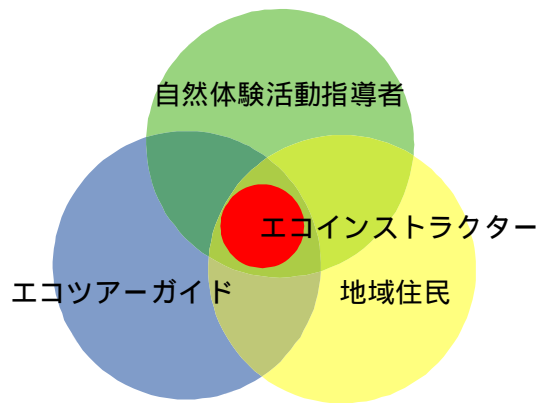 自然体験活動指導者
エコインストラクター
エコツアーガイド
地域住民